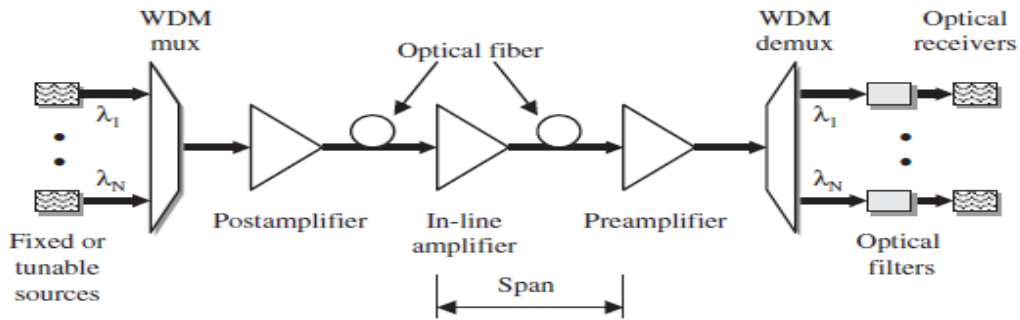 WDM
mux
Optical fiber
WDM
demux
Optical
receivers
λ1
λN
λ1
λN
Postamplifier
In-line
amplifier
Preamplifier
Fixed or
tunable
sources
Optical
filters
Span